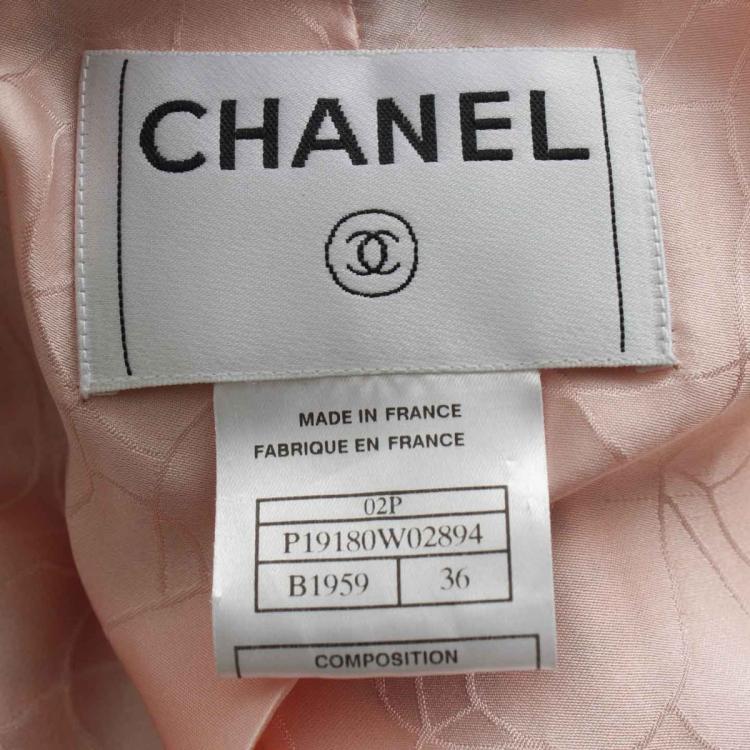 CHANEL
MADE IN FRANCE
FABRIQUE EN FRANCE
02P
P19180W02894
B1959 36
COMPOSITION